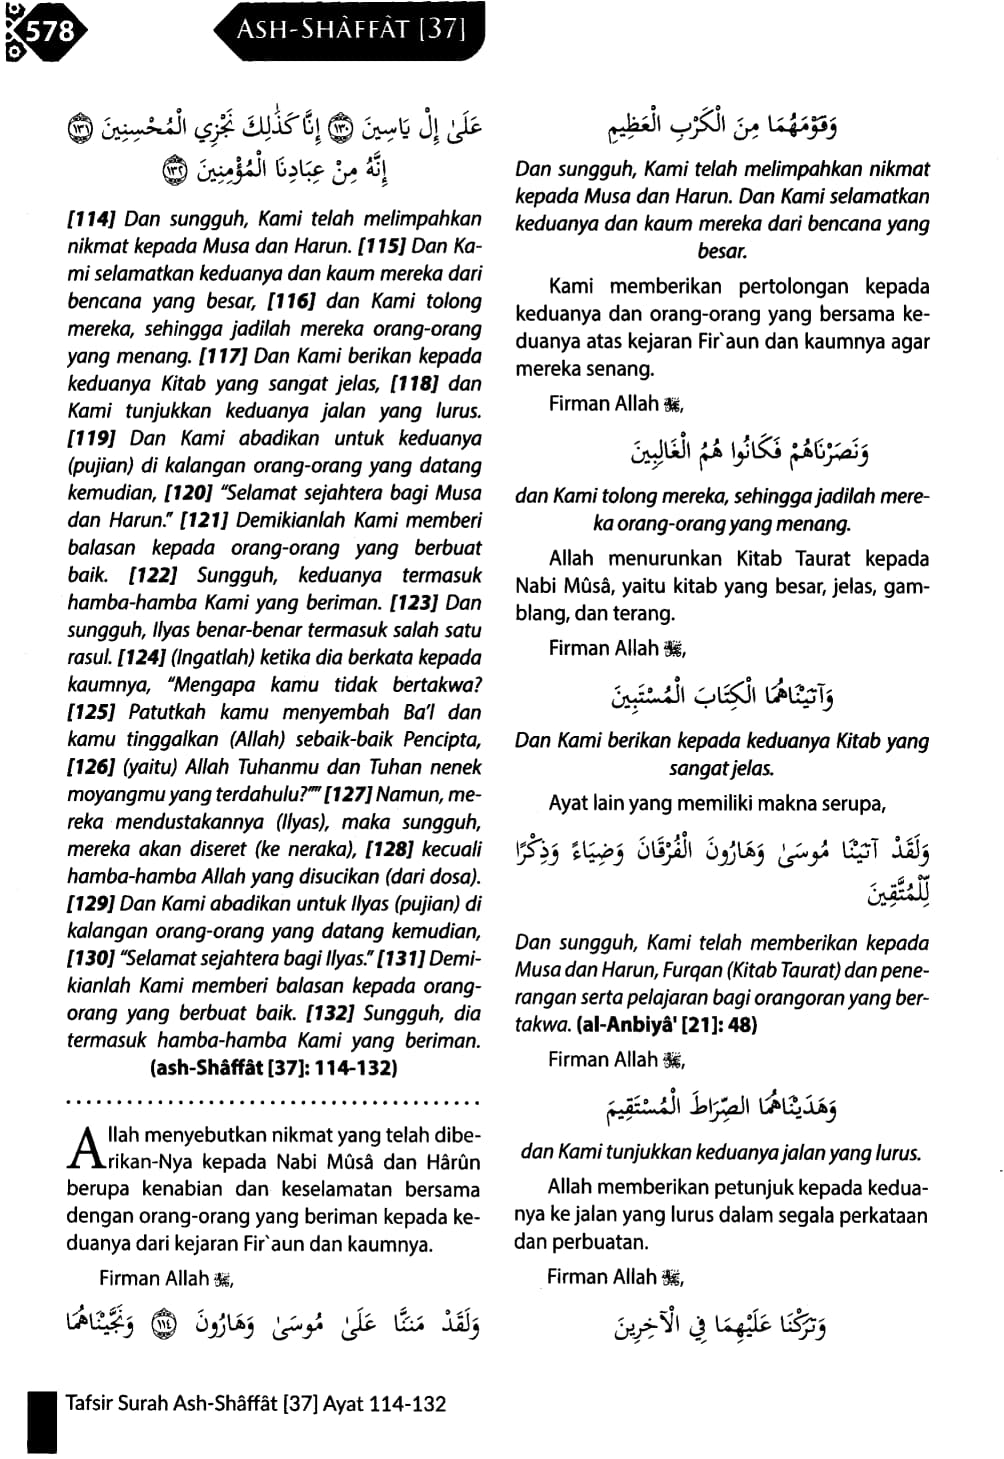 578
ASH-SHÂFFÂT [37]
عَلَىٰ إِلْ يَاسِينَ ﴿١٣٠﴾ إِنَّا كَذَٰلِكَ نَجْزِي الْمُحْسِنِينَ ﴿١٣١﴾
إِنَّهُ مِنْ عِبَادِنَا الْمُؤْمِنِينَ ﴿١٣٢﴾
[114] Dan sungguh, Kami telah melimpahkan
nikmat kepada Musa dan Harun. [115] Dan Ka-
mi selamatkan keduanya dan kaum mereka dari
bencana yang besar, [116] dan Kami tolong
mereka, sehingga jadilah mereka orang-orang
yang menang. [117] Dan Kami berikan kepada
keduanya Kitab yang sangat jelas, [118] dan
Kami tunjukkan keduanya jalan yang lurus.
[119] Dan Kami abadikan untuk keduanya
(pujian) di kalangan orang-orang yang datang
kemudian, [120] “Selamat sejahtera bagi Musa
dan Harun.” [121] Demikianlah Kami memberi
balasan kepada orang-orang yang berbuat
baik. [122] Sungguh, keduanya termasuk
hamba-hamba Kami yang beriman. [123] Dan
sungguh, Ilyas benar-benar termasuk salah satu
rasul. [124] (Ingatlah) ketika dia berkata kepada
kaumnya, “Mengapa kamu tidak bertakwa?
[125] Patutkah kamu menyembah Ba’l dan
kamu tinggalkan (Allah) sebaik-baik Pencipta,
[126] (yaitu) Allah Tuhanmu dan Tuhan nenek
moyangmu yang terdahulu?”” [127] Namun, me-
reka mendustakannya (Ilyas), maka sungguh,
mereka akan diseret (ke neraka), [128] kecuali
hamba-hamba Allah yang disucikan (dari dosa).
[129] Dan Kami abadikan untuk Ilyas (pujian) di
kalangan orang-orang yang datang kemudian,
[130] “Selamat sejahtera bagi Ilyas.” [131] Demi-
kianlah Kami memberi balasan kepada orang-
orang yang berbuat baik. [132] Sungguh, dia
termasuk hamba-hamba Kami yang beriman.
(ash-Shâffât [37]: 114-132)
Allah menyebutkan nikmat yang telah dibe-
rikan-Nya kepada Nabi Mûsâ dan Hârûn
berupa kenabian dan keselamatan bersama
dengan orang-orang yang beriman kepada ke-
duanya dari kejaran Fir`aun dan kaumnya.
Firman Allah ﷻ,
وَلَقَدْ مَنَنَّا عَلَىٰ مُوسَىٰ وَهَارُونَ ﴿١١٤﴾ وَنَجَّيْنَاهُمَا
وَقَوْمَهُمَا مِنَ الْكَرْبِ الْعَظِيمِ
Dan sungguh, Kami telah melimpahkan nikmat
kepada Musa dan Harun. Dan Kami selamatkan
keduanya dan kaum mereka dari bencana yang
besar.
Kami memberikan pertolongan kepada
keduanya dan orang-orang yang bersama ke-
duanya atas kejaran Fir`aun dan kaumnya agar
mereka senang.
Firman Allah ﷻ,
وَنَصَرْنَاهُمْ فَكَانُوا هُمُ الْغَالِبِينَ
dan Kami tolong mereka, sehingga jadilah mere-
ka orang-orang yang menang.
Allah menurunkan Kitab Taurat kepada
Nabi Mûsâ, yaitu kitab yang besar, jelas, gam-
blang, dan terang.
Firman Allah ﷻ,
وَآتَيْنَاهُمَا الْكِتَابَ الْمُسْتَبِينَ
Dan Kami berikan kepada keduanya Kitab yang
sangat jelas.
Ayat lain yang memiliki makna serupa,
وَلَقَدْ آتَيْنَا مُوسَىٰ وَهَارُونَ الْفُرْقَانَ وَضِيَاءً وَذِكْرًا
لِّلْمُتَّقِينَ
Dan sungguh, Kami telah memberikan kepada
Musa dan Harun, Furqan (Kitab Taurat) dan pene-
rangan serta pelajaran bagi orangoran yang ber-
takwa. (al-Anbiyâ' [21]: 48)
Firman Allah ﷻ,
وَهَدَيْنَاهُمَا الصِّرَاطَ الْمُسْتَقِيمَ
dan Kami tunjukkan keduanya jalan yang lurus.
Allah memberikan petunjuk kepada kedua-
nya ke jalan yang lurus dalam segala perkataan
dan perbuatan.
Firman Allah ﷻ,
وَتَرَكْنَا عَلَيْهِمَا فِي الْآخِرِينَ
Tafsir Surah Ash-Shâffât [37] Ayat 114-132